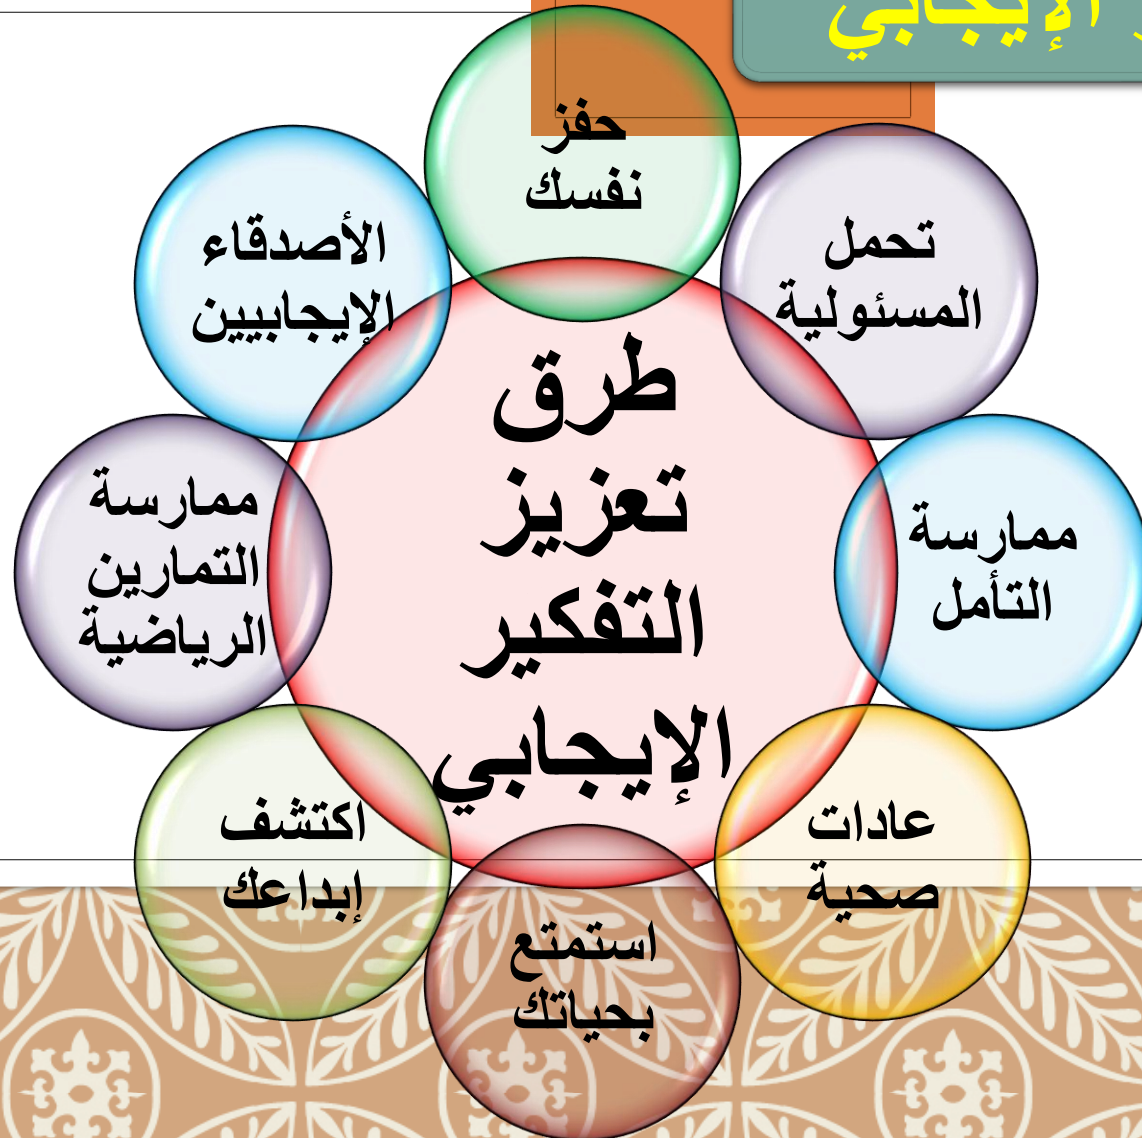 الإيجابي
حفز
نفسك
تحمل
المسئولية
ممارسة
التأمل
عادات
صحية
استمتع
بحياتك
اكتشف
إبداعك
ممارسة
التمارين
الرياضية
الأصدقاء
الإيجابيين
طرق
تعزيز
التفكير
الإيجابي